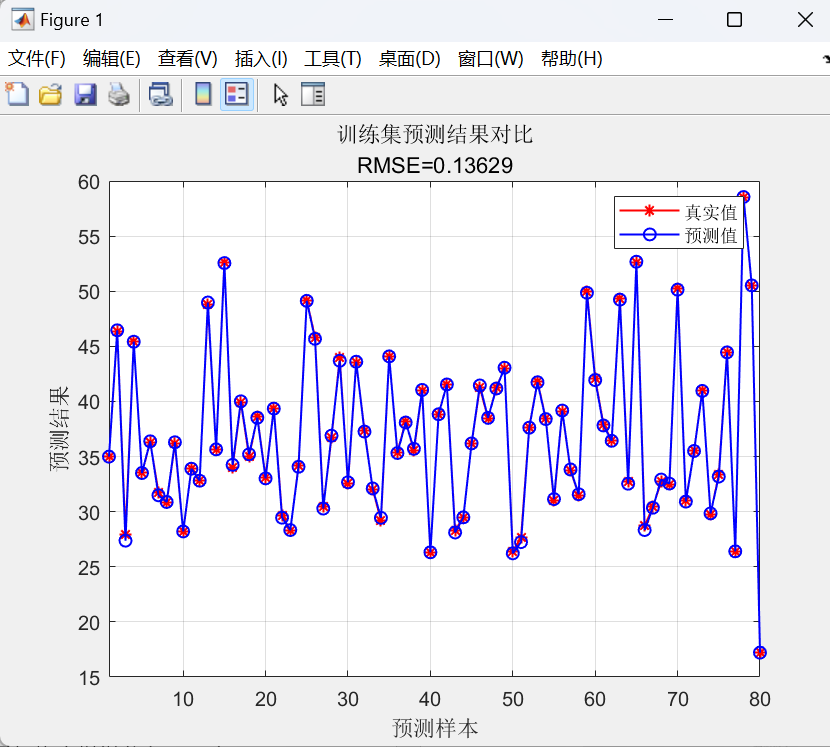 Figure 1
文件(F) 编辑(E) 查看(V) 插入(I) 工具(T) 桌面(D) 窗口(W) 帮助(H)
训练集预测结果对比
RMSE=0.13629
真实值
预测值
60
55
50
45
40
35
30
25
20
15
预测结果
10 20 30 40 50 60 70 80
预测样本